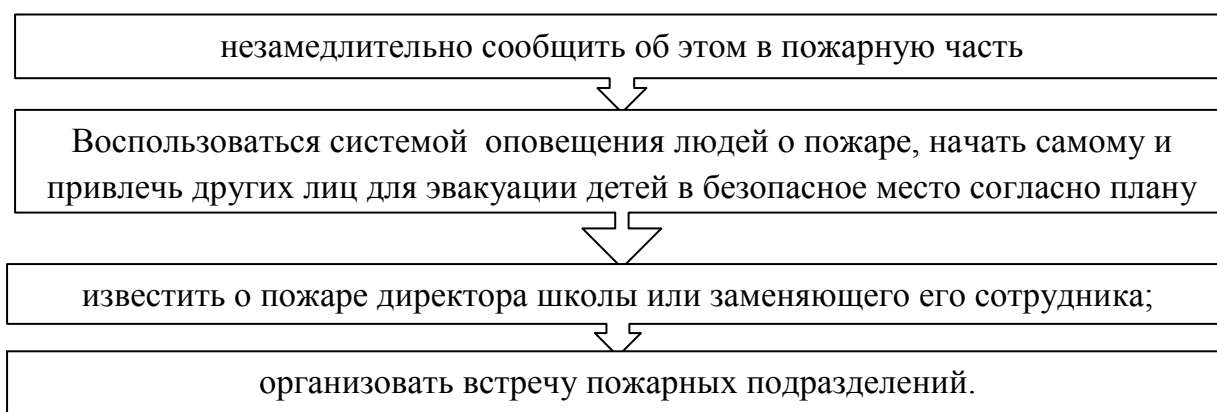 незамедлительно сообщить об этом в пожарную часть
Воспользоваться системой оповещения людей о пожаре, начать самому и
привлечь других лиц для эвакуации детей в безопасное место согласно плану
известить о пожаре директора школы или заменяющего его сотрудника;
организовать встречу пожарных подразделений.